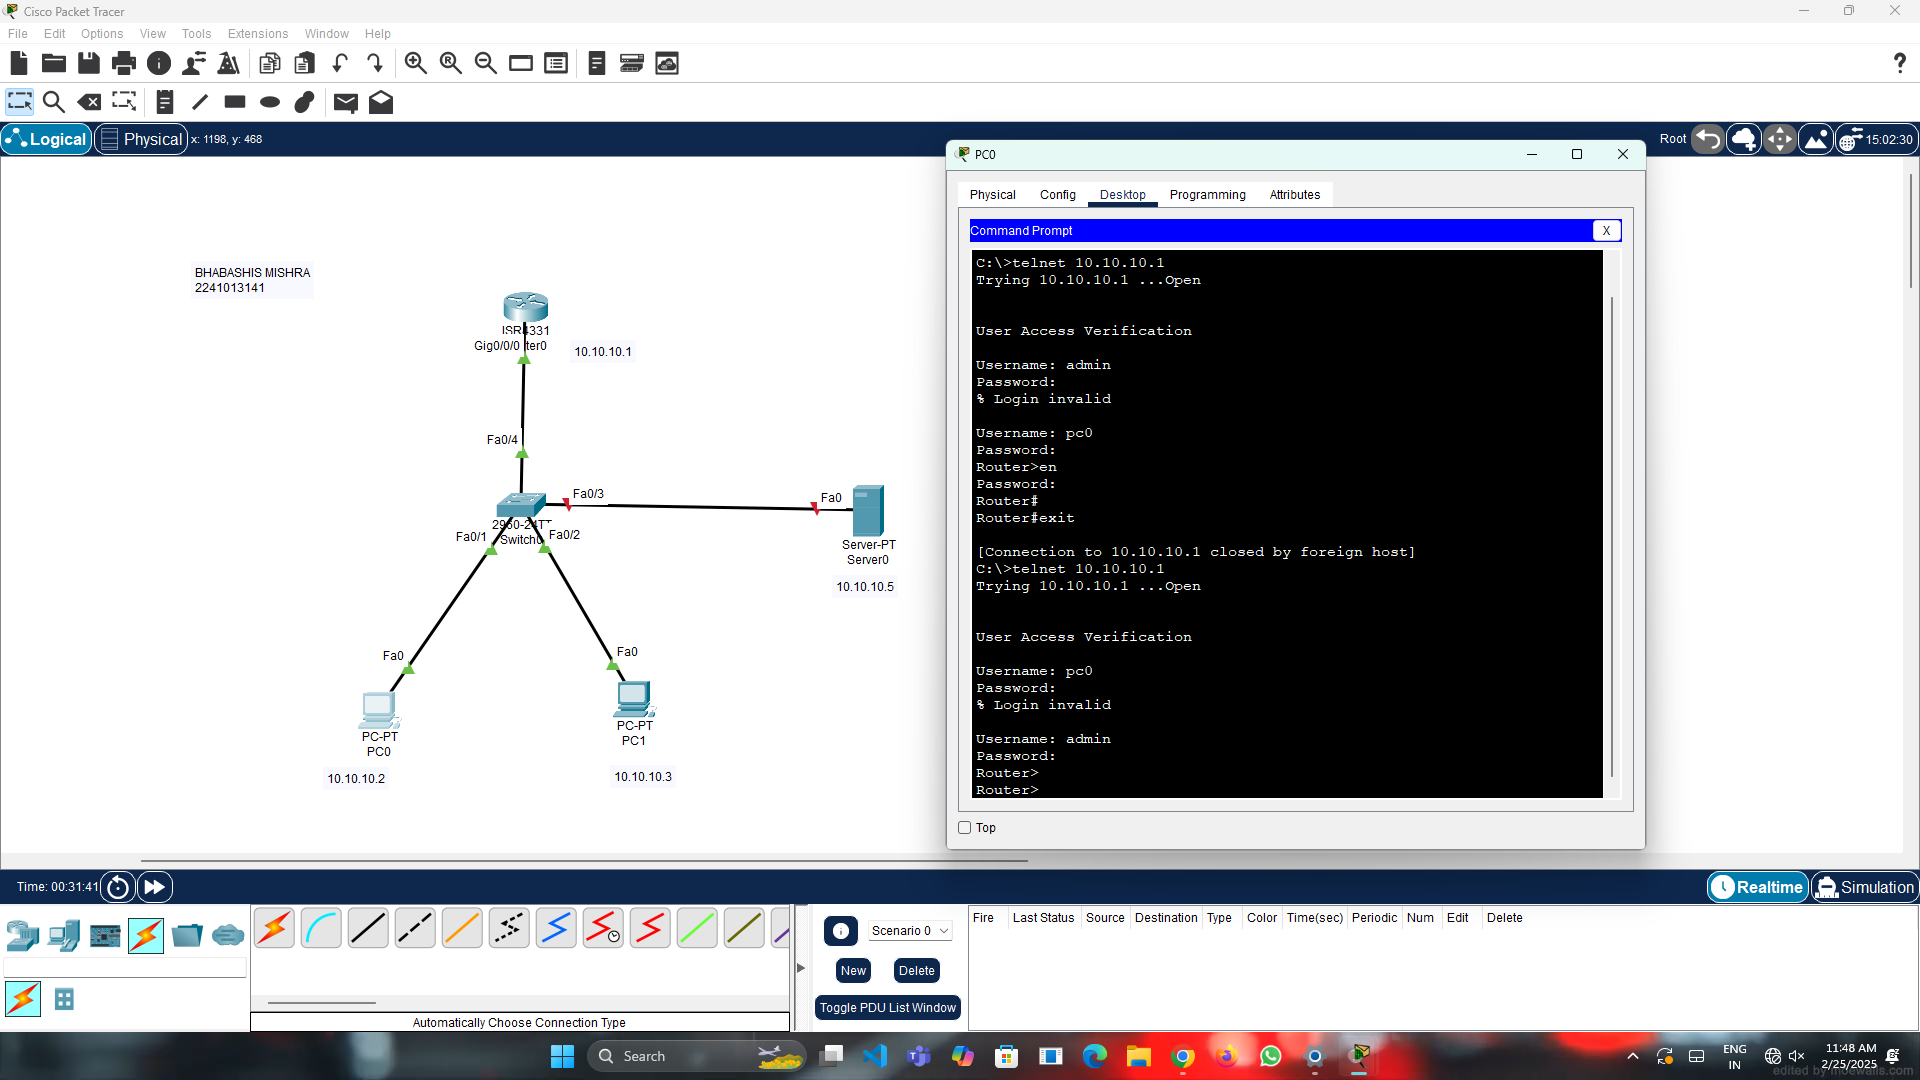 Cisco Packet Tracer
File Edit Options View Tools Extensions Window Help
Logical Physical x: 1198, y: 468
Root 15:02:30
BHABASHIS MISHRA
2241013141
ISR4331
Gig0/0/0 ter0
10.10.10.1
Fa0/4
Fa0/3
Fa0
2960-24TT
Switch0
Fa0/1
Fa0/2
Server-PT
Server0
10.10.10.5
Fa0
Fa0
PC-PT
PC0
PC-PT
PC1
10.10.10.2
10.10.10.3
PC0
Physical Config Desktop Programming Attributes
Command Prompt X
C:\>telnet 10.10.10.1
Trying 10.10.10.1 ...Open
User Access Verification
Username: admin
Password:
% Login invalid
Username: pc0
Password:
Router>en
Password:
Router#
Router#exit
[Connection to 10.10.10.1 closed by foreign host]
C:\>telnet 10.10.10.1
Trying 10.10.10.1 ...Open
User Access Verification
Username: pc0
Password:
% Login invalid
Username: admin
Password:
Router>
Router>
Top
Time: 00:31:41
Realtime Simulation
Scenario 0
New Delete
Toggle PDU List Window
Fire Last Status Source Destination Type Color Time(sec) Periodic Num Edit Delete
Automatically Choose Connection Type
Search
ENG
IN
11:48 AM
2/25/2025
edited by moewalls.com